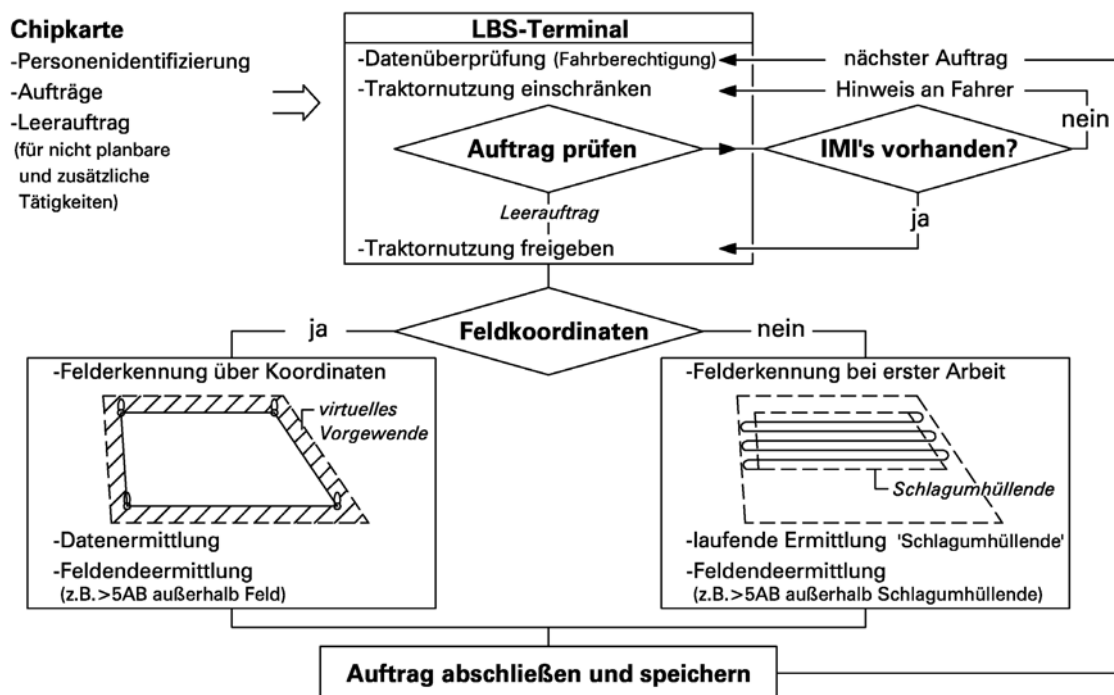 Chipkarte
-Personenidentifizierung
-Aufträge
-Leerauftrag
(für nicht planbare
und zusätzliche
Tätigkeiten)
LBS-Terminal
-Datenüberprüfung (Fahrberechtigung)
nächster Auftrag
-Traktornutzung einschränken
Hinweis an Fahrer
nein
Auftrag prüfen
IMI's vorhanden?
Leerauftrag
ja
-Traktornutzung freigeben
Feldkoordinaten
ja
nein
-Felderkennung über Koordinaten
virtuelles
Vorgewende
-Datenermittlung
-Feldendeermittlung
(z.B.>5AB außerhalb Feld)
-Felderkennung bei erster Arbeit
Schlagumhüllende
-laufende Ermittlung 'Schlagumhüllende'
-Feldendeermittlung
(z.B.>5AB außerhalb Schlagumhüllende)
Auftrag abschließen und speichern